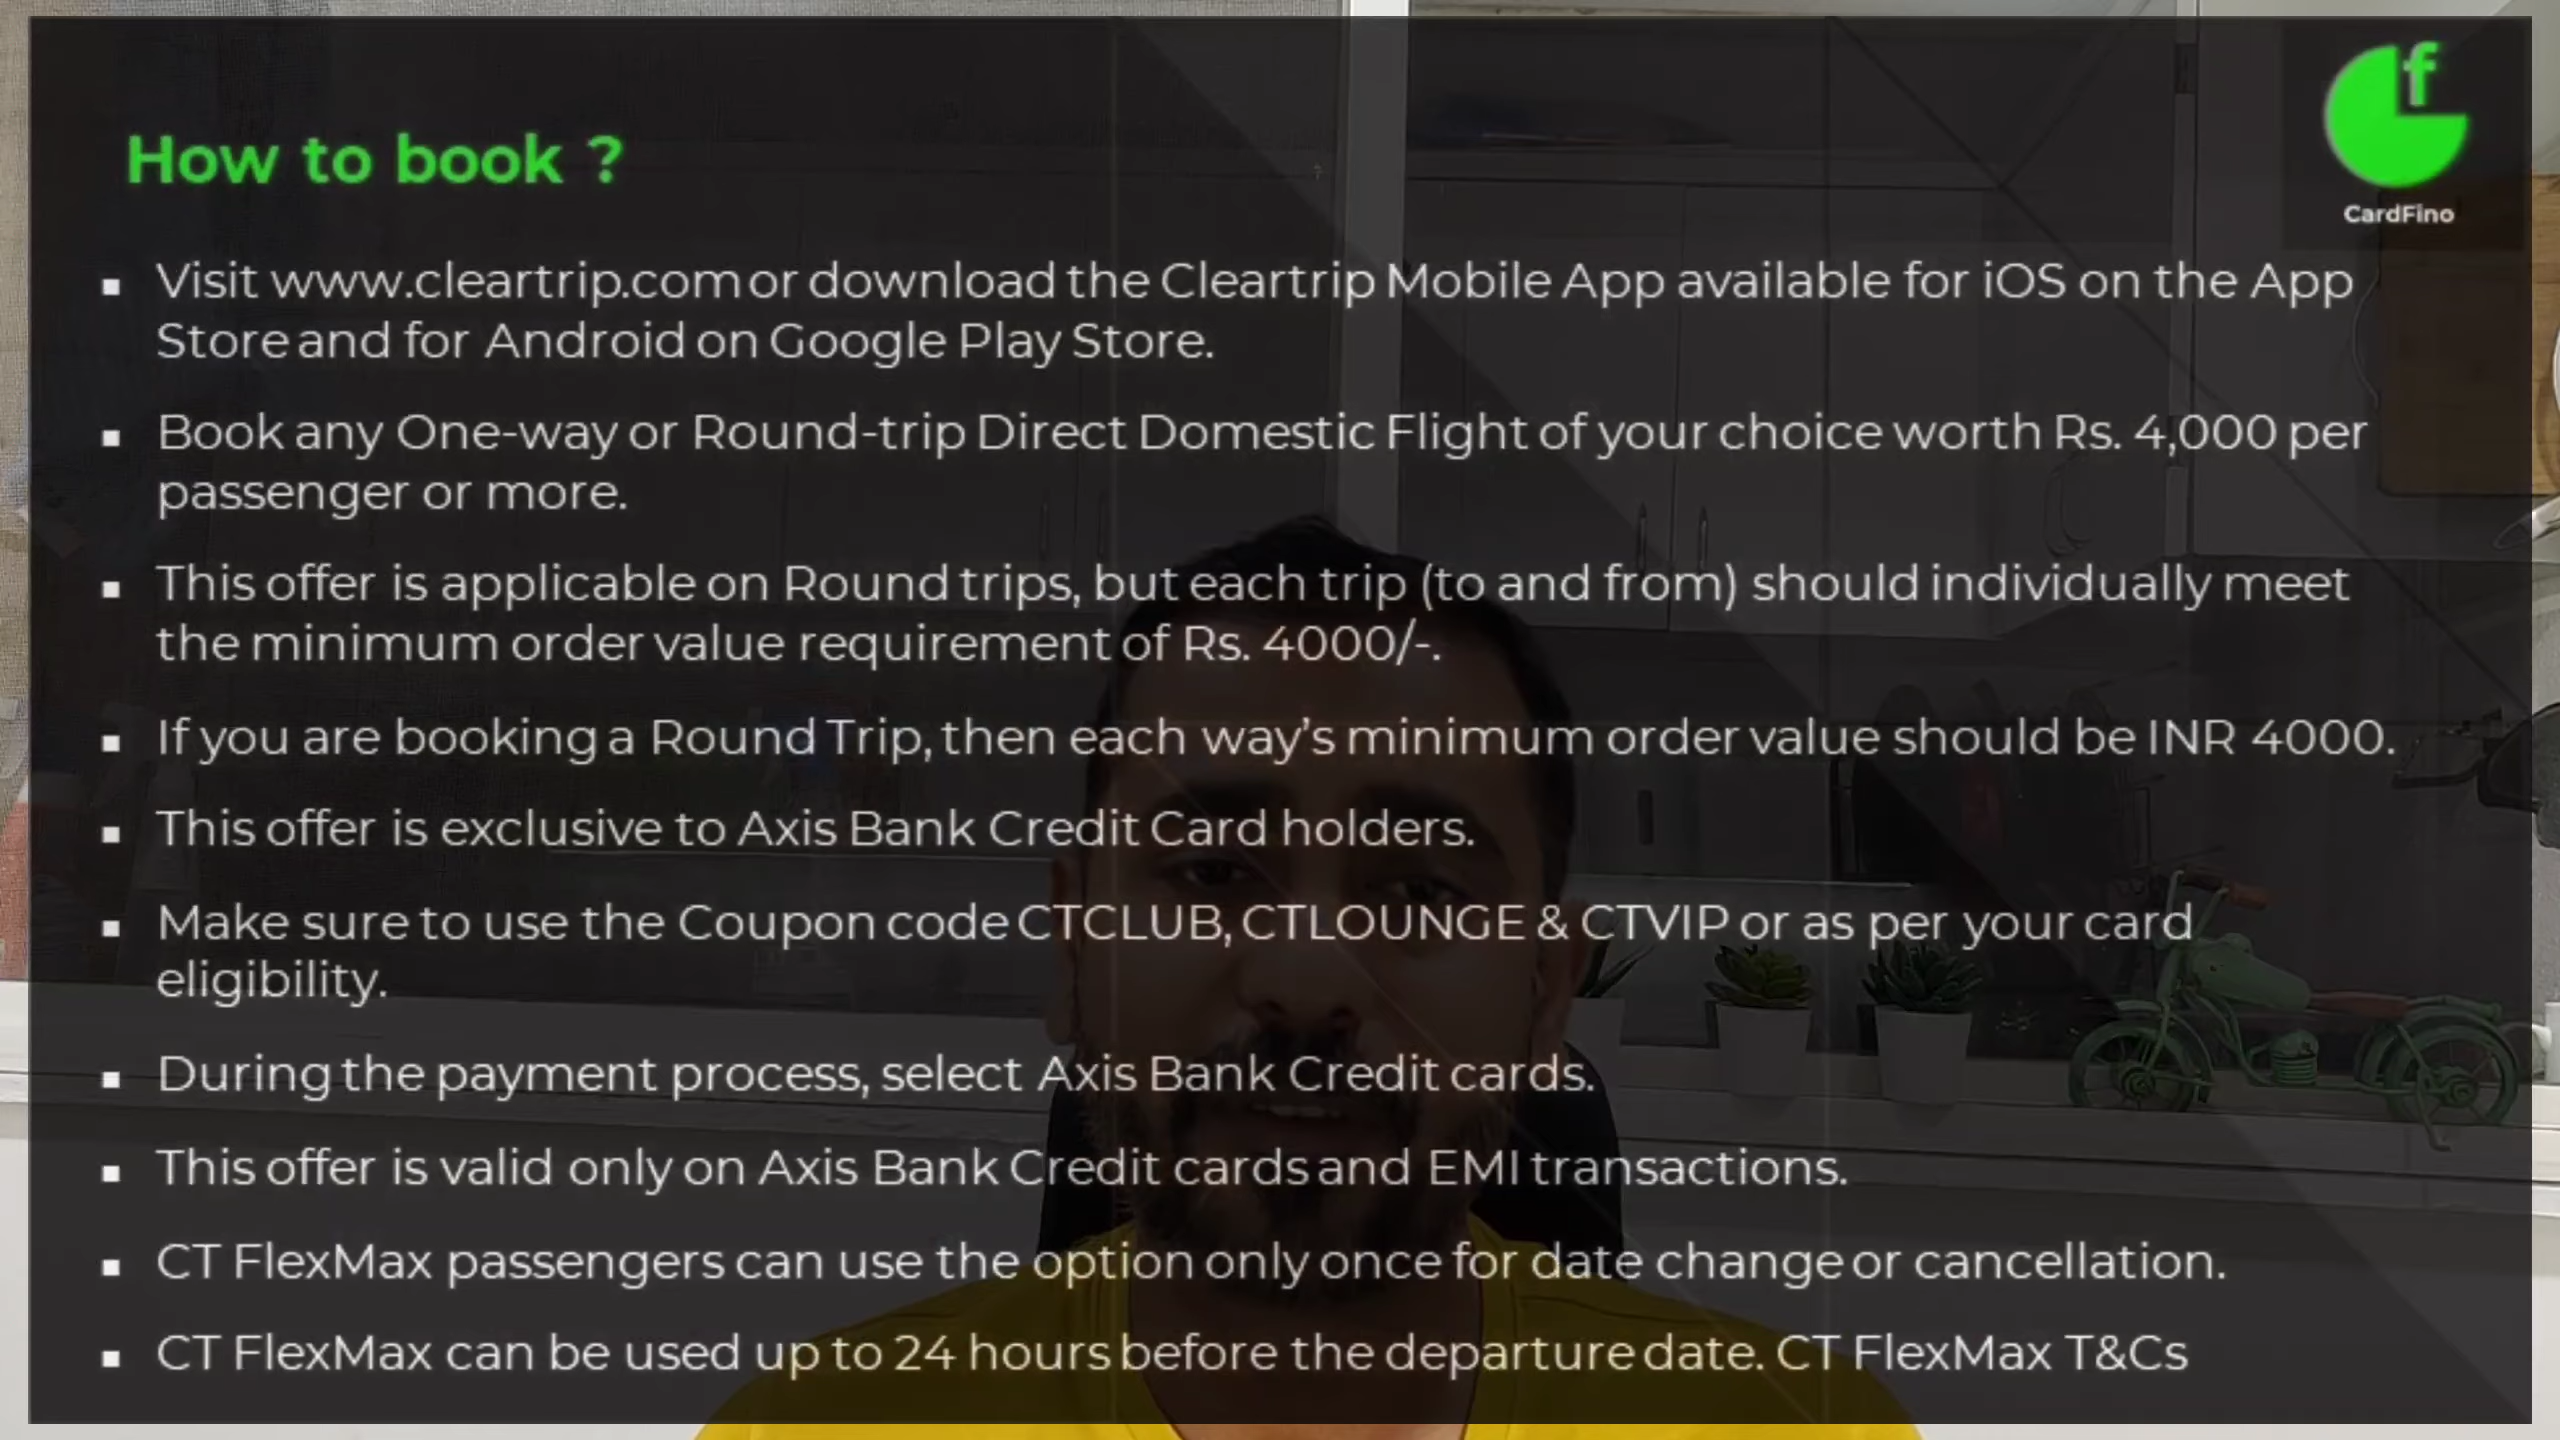 f
CardFino
How to book ?
▪ Visit www.cleartrip.com or download the Cleartrip Mobile App available for iOS on the App
Store and for Android on Google Play Store.
▪ Book any One-way or Round-trip Direct Domestic Flight of your choice worth Rs. 4,000 per
passenger or more.
▪ This offer is applicable on Round trips, but each trip (to and from) should individually meet
the minimum order value requirement of Rs. 4000/-.
▪ If you are booking a Round Trip, then each way's minimum order value should be INR 4000.
▪ This offer is exclusive to Axis Bank Credit Card holders.
▪ Make sure to use the Coupon code CTCLUB, CTLOUNGE & CTVIP or as per your card
eligibility.
▪ During the payment process, select Axis Bank Credit cards.
▪ This offer is valid only on Axis Bank Credit cards and EMI transactions.
▪ CT FlexMax passengers can use the option only once for date change or cancellation.
▪ CT FlexMax can be used up to 24 hours before the departure date. CT FlexMax T&Cs